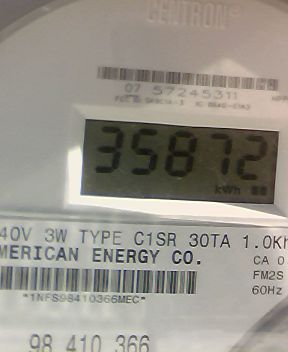 CENTRON®
07 57245311
35872
kWh
40V 3W TYPE C1SR 30TA 1.0Kh
MERICAN ENERGY CO.
CA 0
FM2S
60Hz
*1NFS98410366MEC*
98 410 366